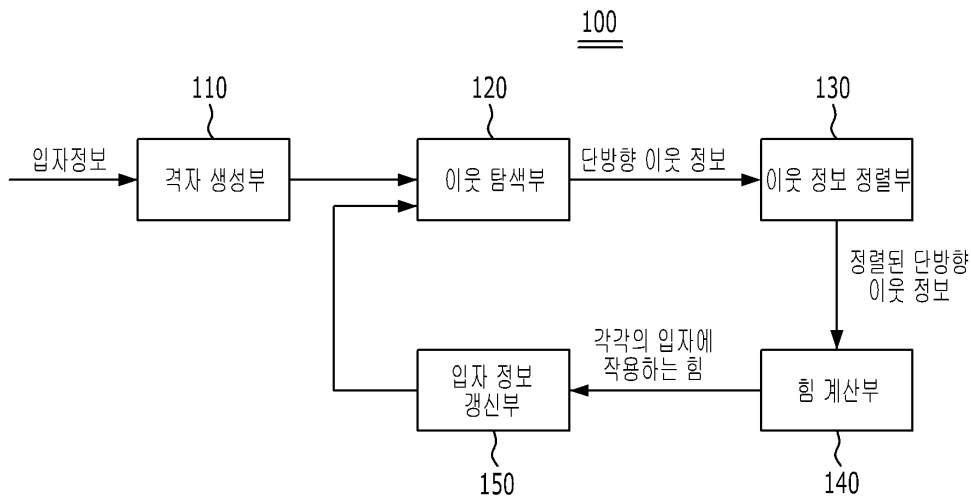 100
110
120
130
입자정보
격자 생성부
이웃 탐색부
단방향 이웃 정보
이웃 정보 정렬부
정렬된 단방향
이웃 정보
각각의 입자에
작용하는 힘
입자 정보
갱신부
힘 계산부
150
140